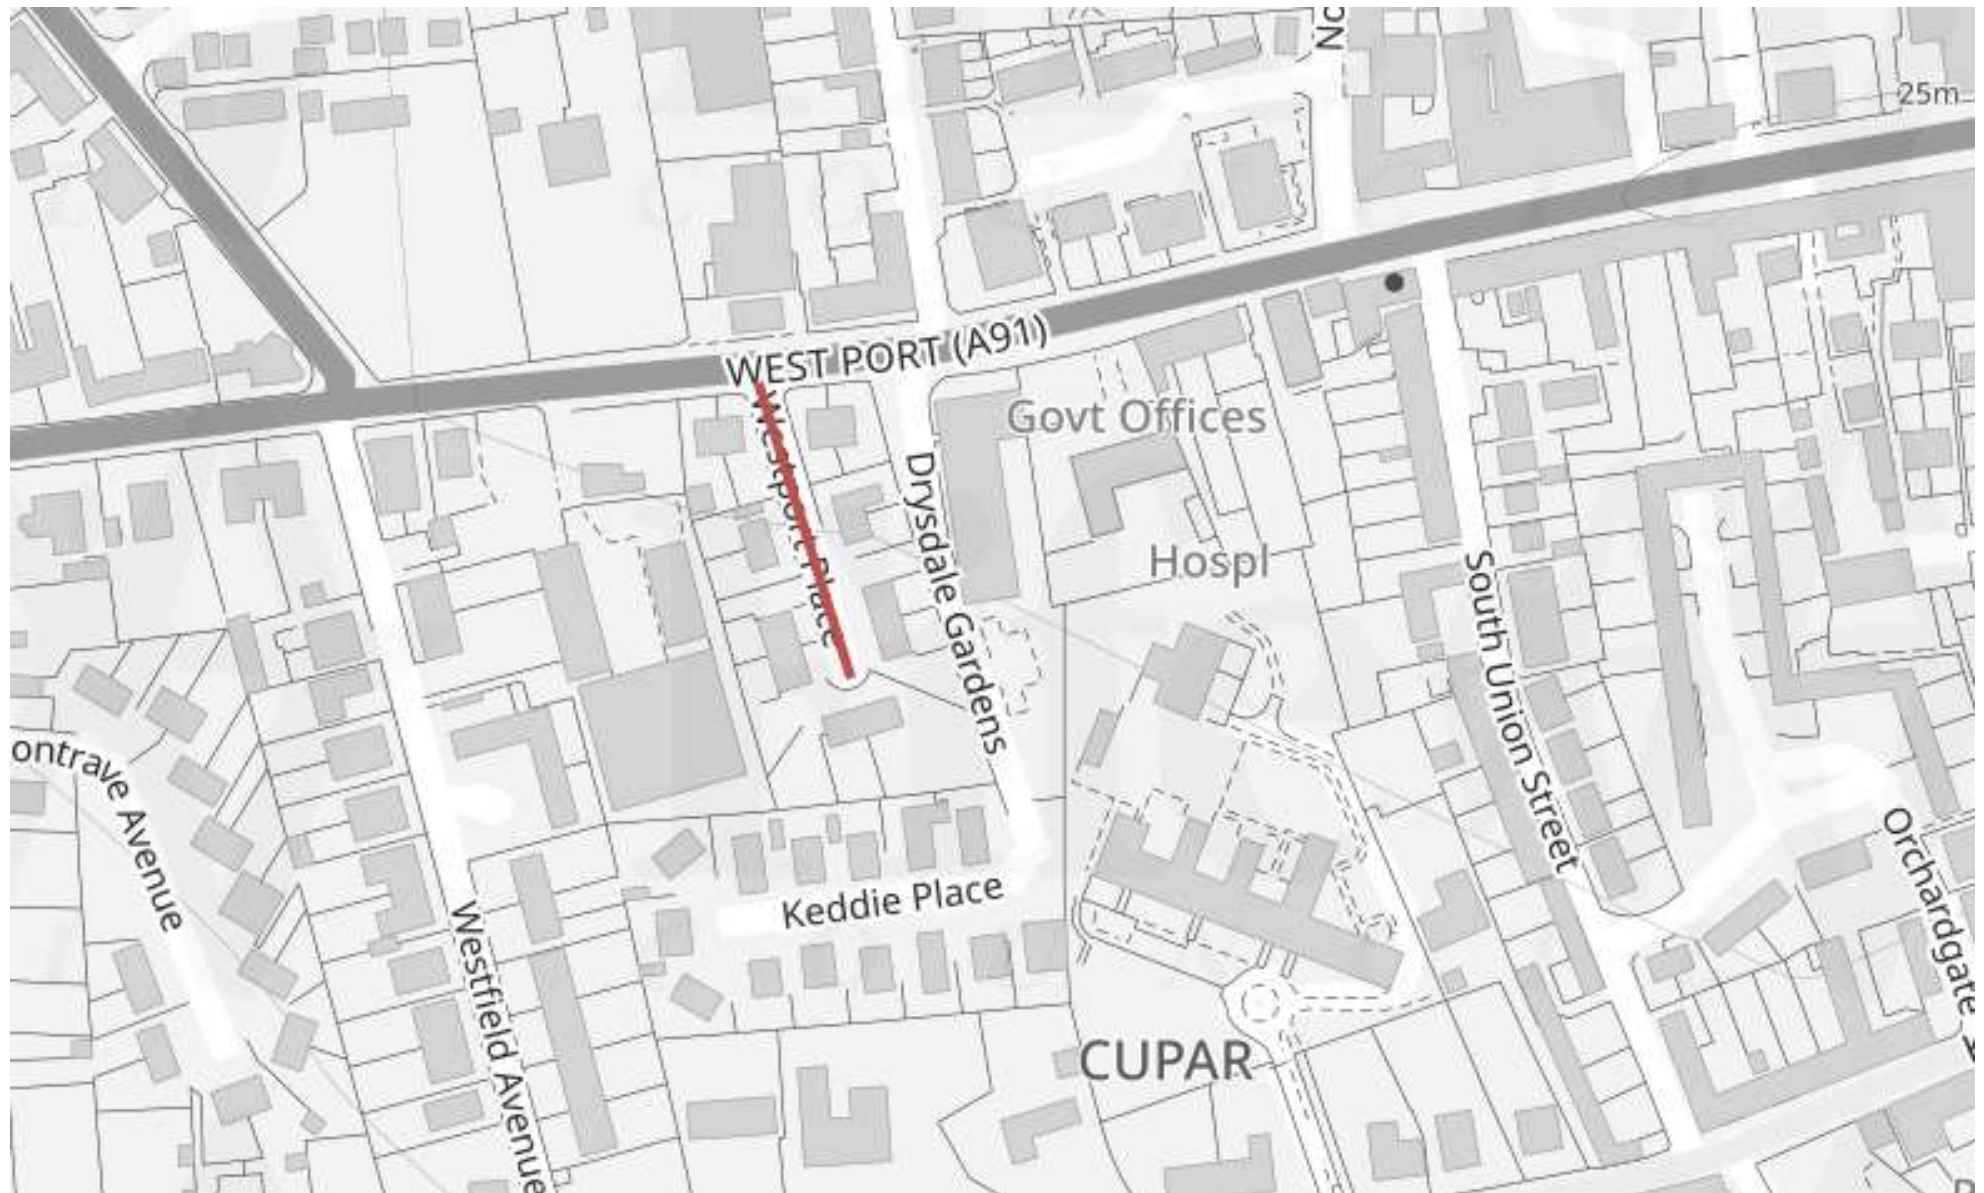 No
25m
WEST PORT (A91)
Westport Place
Govt Offices
Drysdale Gardens
Hospl
South Union Street
ontrave Avenue
Orchardgate
Keddie Place
Westfield Avenue
CUPAR